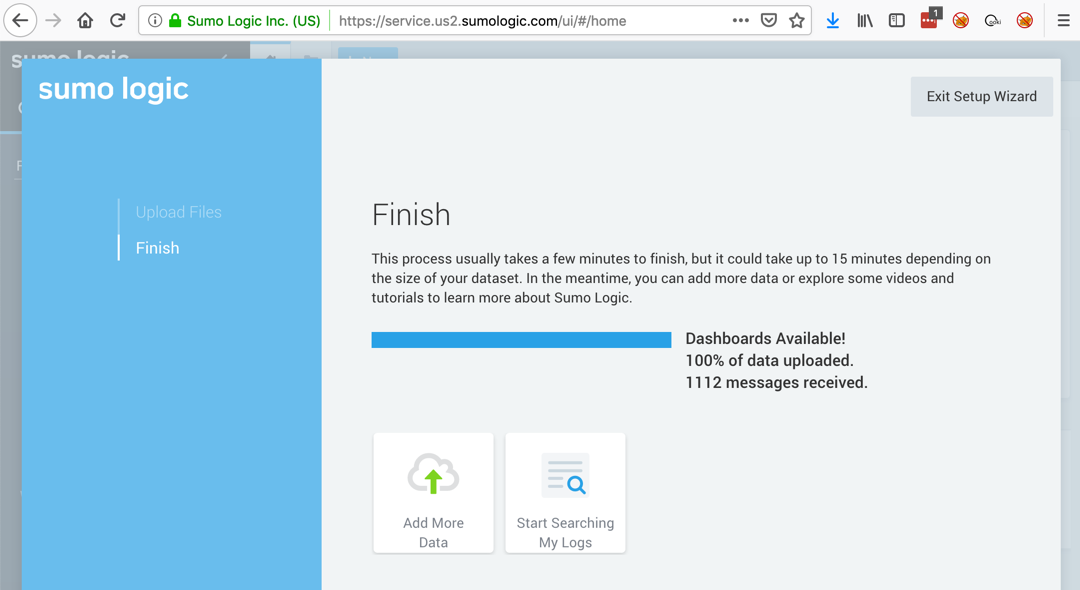 Sumo Logic Inc. (US)
https://service.us2.sumologic.com/ui/#/home
1
sumo logic
sumo logic
Exit Setup Wizard
Upload Files
Finish
Finish
This process usually takes a few minutes to finish, but it could take up to 15 minutes depending on
the size of your dataset. In the meantime, you can add more data or explore some videos and
tutorials to learn more about Sumo Logic.
Dashboards Available!
100% of data uploaded.
1112 messages received.
Add More
Data
Start Searching
My Logs